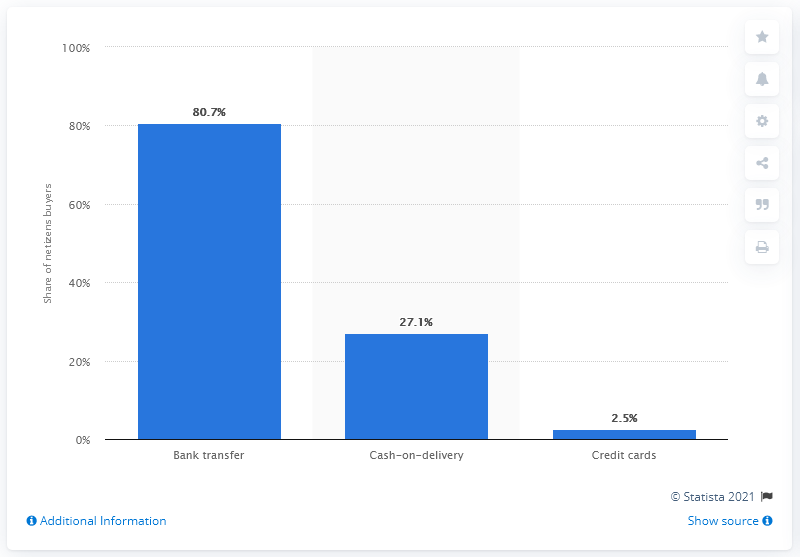 100%
80%
60%
40%
20%
0%
Share of netizens buyers
80.7%
27.1%
2.5%
Bank transfer
Cash-on-delivery
Credit cards
© Statista 2021
Additional Information
Show source